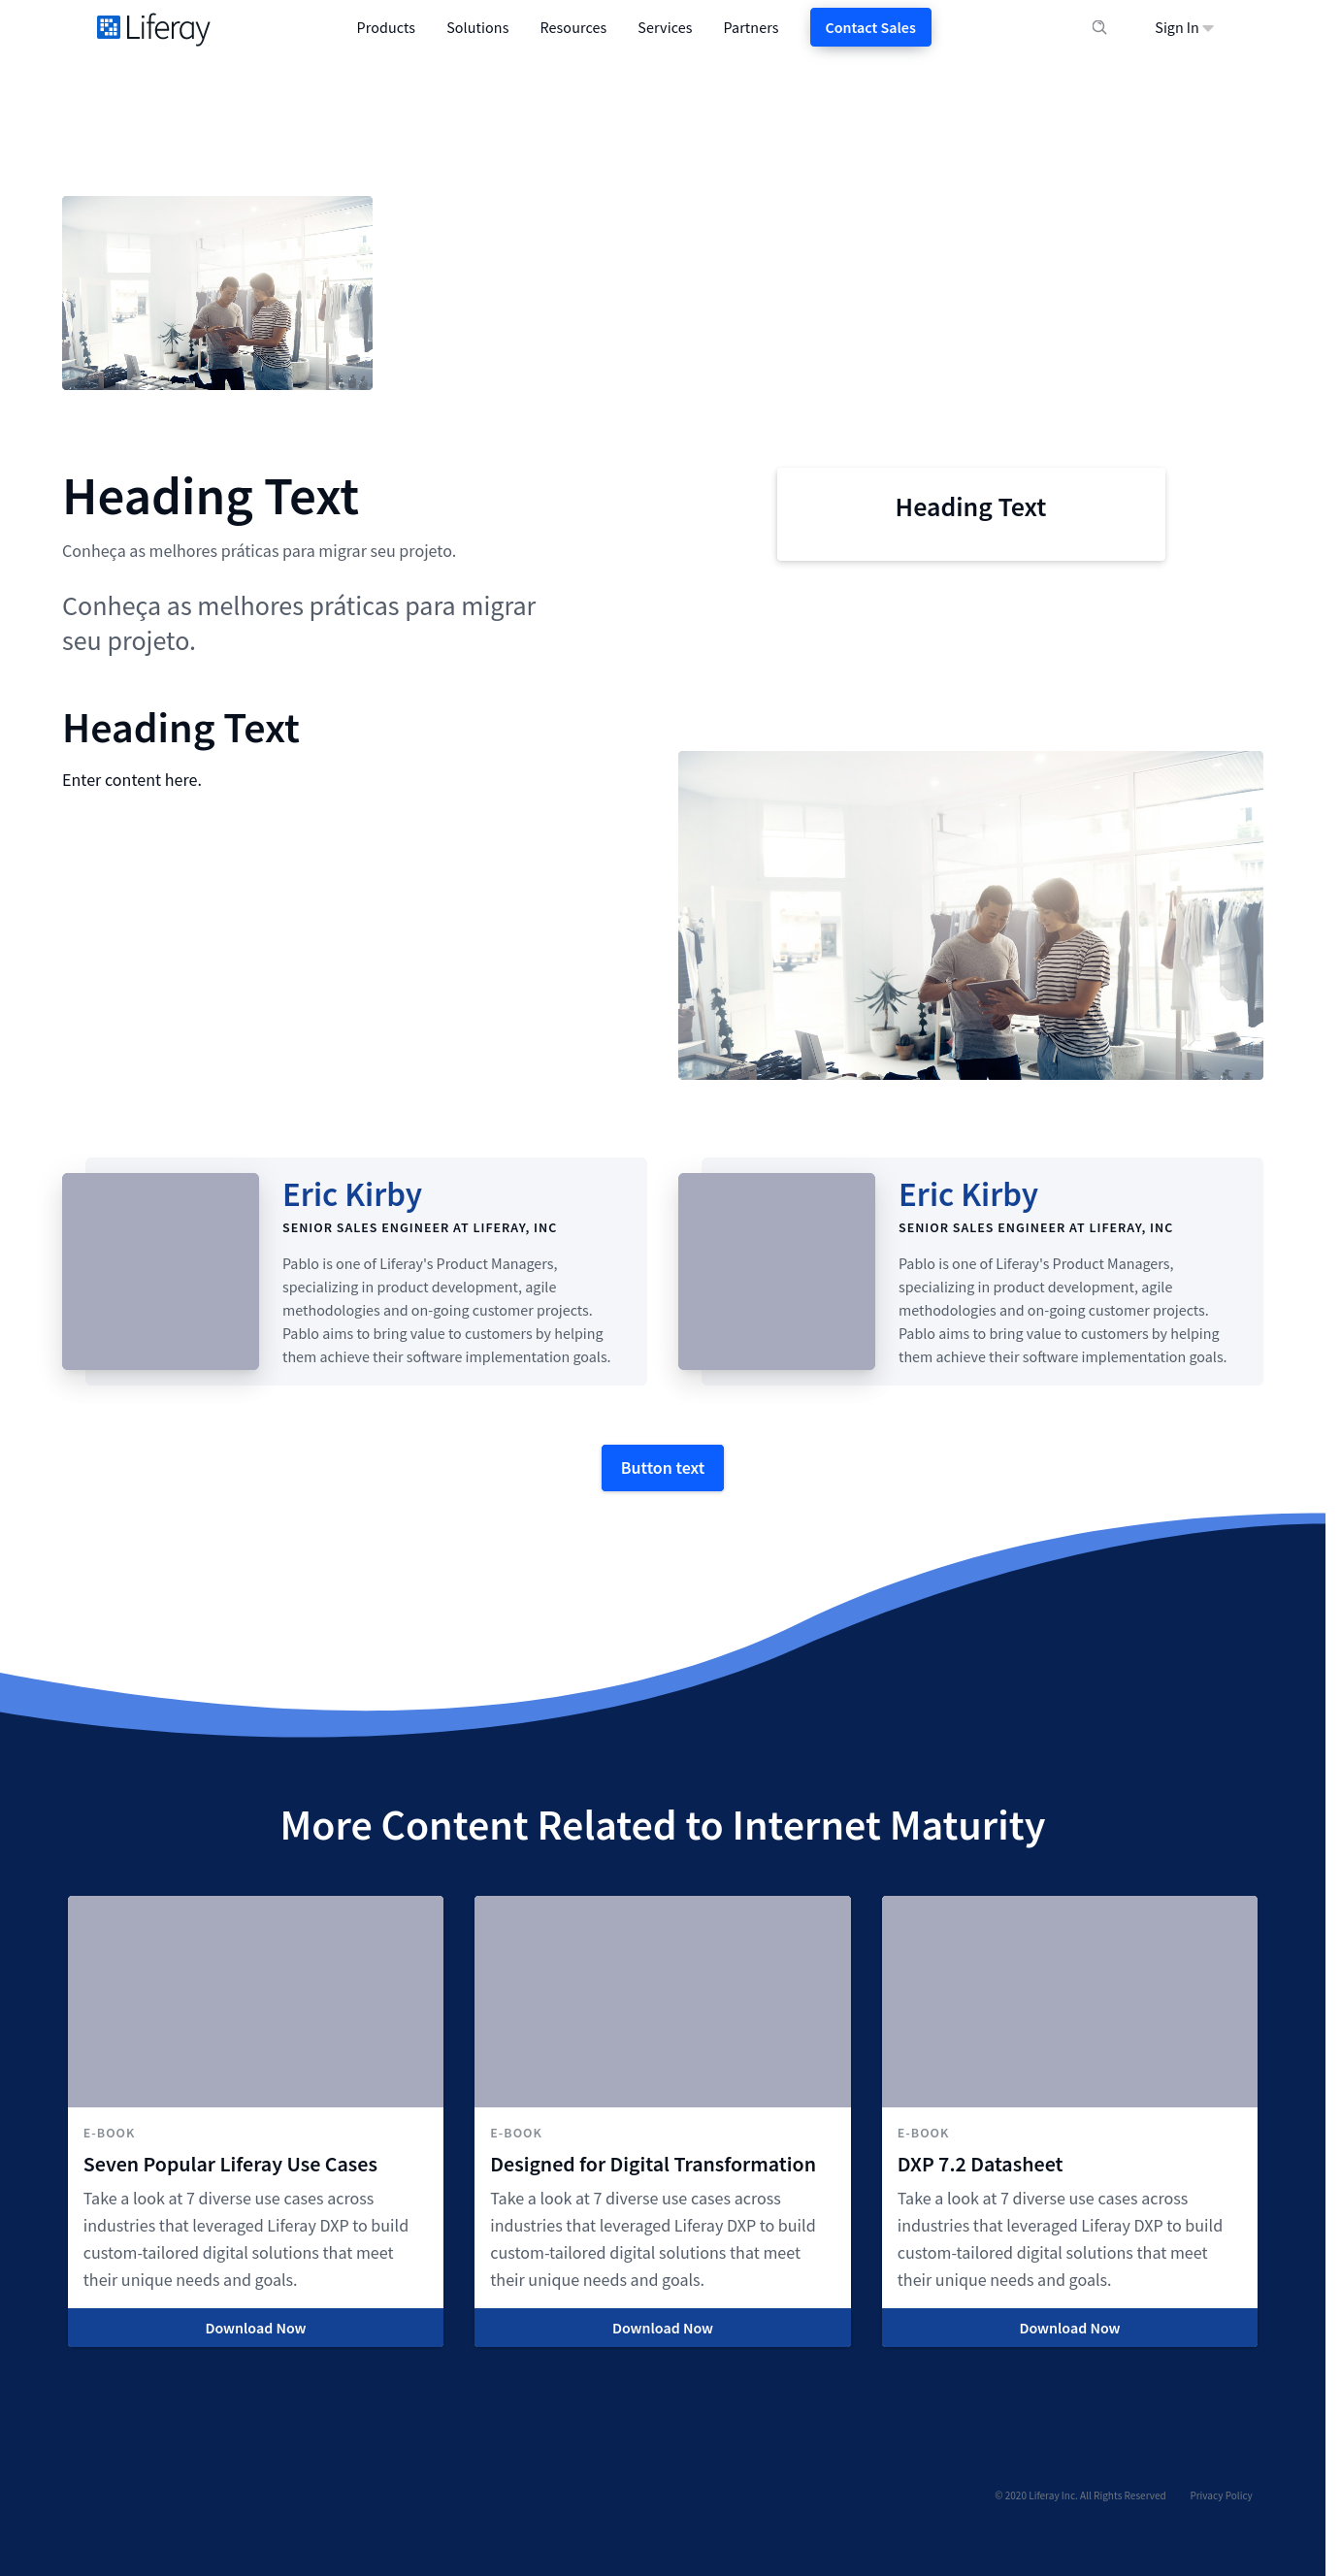 Liferay
Products
Solutions
Resources
Services
Partners
Contact Sales
Sign In
Heading Text
Conheça as melhores práticas para migrar seu projeto.
Conheça as melhores práticas para migrar
seu projeto.
Heading Text
Heading Text
Enter content here.
Eric Kirby
SENIOR SALES ENGINEER AT LIFERAY, INC
Pablo is one of Liferay's Product Managers,
specializing in product development, agile
methodologies and on-going customer projects.
Pablo aims to bring value to customers by helping
them achieve their software implementation goals.
Eric Kirby
SENIOR SALES ENGINEER AT LIFERAY, INC
Pablo is one of Liferay's Product Managers,
specializing in product development, agile
methodologies and on-going customer projects.
Pablo aims to bring value to customers by helping
them achieve their software implementation goals.
Button text
More Content Related to Internet Maturity
E-BOOK
Seven Popular Liferay Use Cases
Take a look at 7 diverse use cases across
industries that leveraged Liferay DXP to build
custom-tailored digital solutions that meet
their unique needs and goals.
Download Now
E-BOOK
Designed for Digital Transformation
Take a look at 7 diverse use cases across
industries that leveraged Liferay DXP to build
custom-tailored digital solutions that meet
their unique needs and goals.
Download Now
E-BOOK
DXP 7.2 Datasheet
Take a look at 7 diverse use cases across
industries that leveraged Liferay DXP to build
custom-tailored digital solutions that meet
their unique needs and goals.
Download Now
© 2020 Liferay Inc. All Rights Reserved
Privacy Policy